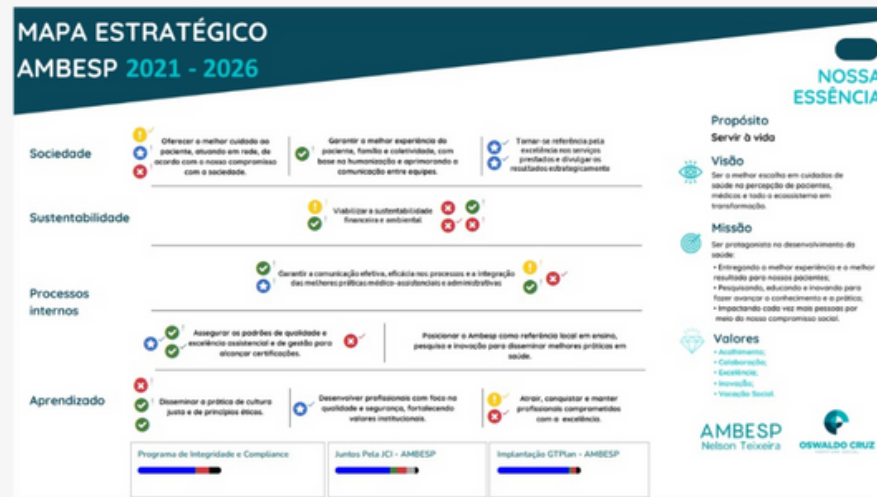 MAPA ESTRATÉGICO
AMBESP 2021 - 2026
NOSSA
ESSÊNCIA
Sociedade
Oferecer o melhor cuidado ao
paciente, atuando em rede, de
acordo com o nosso compromisso
com a sociedade.
Garantir a melhor experiência do
paciente, família e coletividade, com
base na humanização e aprimorando a
comunicação entre equipes.
Tornar-se referência pela
excelência nos serviços
prestados e divulgar os
resultados estrategicamente
Sustentabilidade
Viabilizar a sustentabilidade
financeira e ambiental
Processos
internos
Garantir a comunicação efetiva, eficácia nos processos e a integração
das melhores práticas médico-assistenciais e administrativas
Assegurar os padrões de qualidade e
excelência assistencial e de gestão para
alcançar certificações.
Posicionar o Ambesp como referência local em ensino,
pesquisa e inovação para disseminar melhores práticas em
saúde.
Aprendizado
Disseminar a prática de cultura
justa e de princípios éticos.
Desenvolver profissionais com foco na
qualidade e segurança, fortalecendo
valores institucionais.
Atrair, conquistar e manter
profissionais comprometidos
com a excelência.
Programa de Integridade e Compliance
Juntos Pela JCI - AMBESP
Implantação GTPlan - AMBESP
Propósito
Servir à vida
Visão
Ser a melhor escolha em cuidados de
saúde na percepção de pacientes,
médicos e todo o ecossistema em
transformação.
Missão
Ser protagonista no desenvolvimento da
saúde:
• Entregando a melhor experiência e o melhor
resultado para nossos pacientes;
• Pesquisando, educando e inovando para
fazer avançar o conhecimento e a prática;
• Impactando cada vez mais pessoas por
meio do nosso compromisso social.
Valores
• Acolhimento;
• Colaboração;
• Excelência;
• Inovação;
• Vocação Social.
AMBESP
Nelson Teixeira
OSWALDO CRUZ